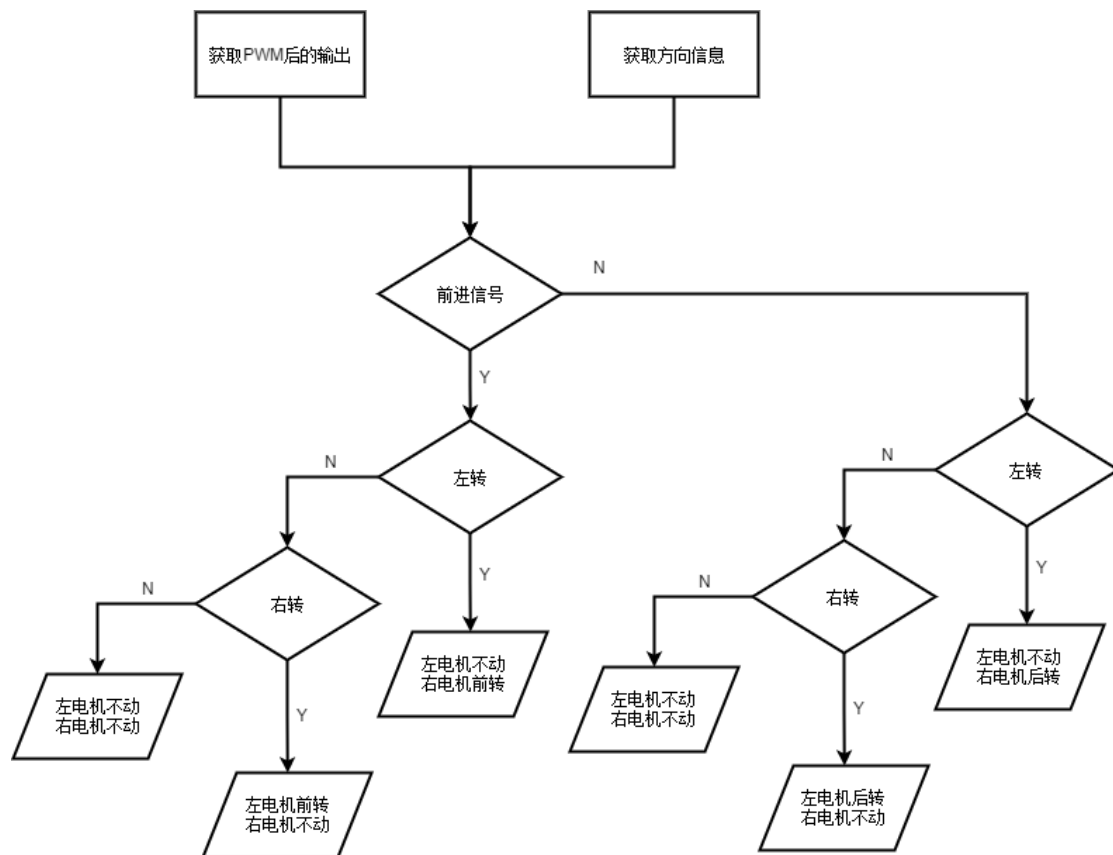 获取PWM后的输出
获取方向信息
前进信号
N
Y
左转
N
Y
左转
N
Y
右转
N
Y
右转
N
Y
左电机不动
右电机前转
左电机不动
右电机后转
左电机不动
右电机不动
左电机不动
右电机不动
左电机前转
右电机不动
左电机后转
右电机不动